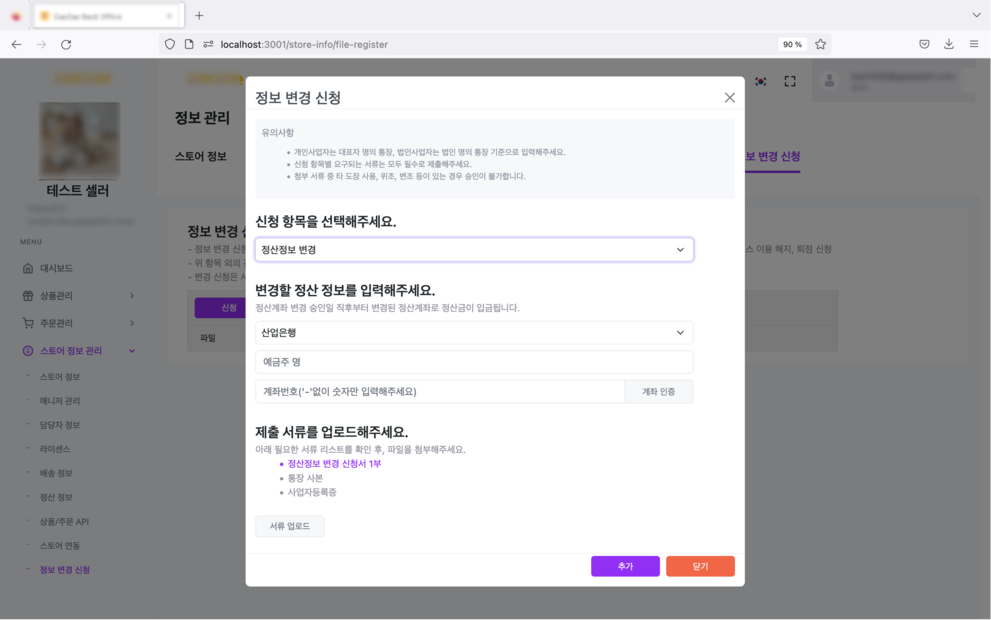 localhost:3001/store-info/file-register
90 %
테스트 셀러
MENU
대시보드
상품관리
주문관리
스토어 정보 관리
스토어 정보
매니저 관리
담당자 정보
라이센스
배송 정보
정산 정보
상품/주문 API
스토어 연동
정보 변경 신청
정보 관리
스토어 정보
보 변경 신청
정보 변경
- 정보 변경 신청
- 위 항목 외의
- 변경 신청은
스 이용 해지, 퇴점 신청
신청
파일
정보 변경 신청
유의사항
• 개인사업자는 대표자 명의 통장, 법인사업자는 법인 명의 통장 기준으로 입력해주세요.
• 신청 항목별 요구되는 서류는 모두 필수로 제출해주세요.
• 첨부 서류 중 타 도장 사용, 위조, 변조 등이 있는 경우 승인이 불가합니다.
신청 항목을 선택해주세요.
정산정보 변경
변경할 정산 정보를 입력해주세요.
정산계좌 변경 승인일 직후부터 변경된 정산계좌로 정산금이 입금됩니다.
산업은행
예금주 명
계좌번호('-'없이 숫자만 입력해주세요)
계좌 인증
제출 서류를 업로드해주세요.
아래 필요한 서류 리스트를 확인 후, 파일을 첨부해주세요.
• 정산정보 변경 신청서 1부
• 통장 사본
• 사업자등록증
서류 업로드
추가
닫기